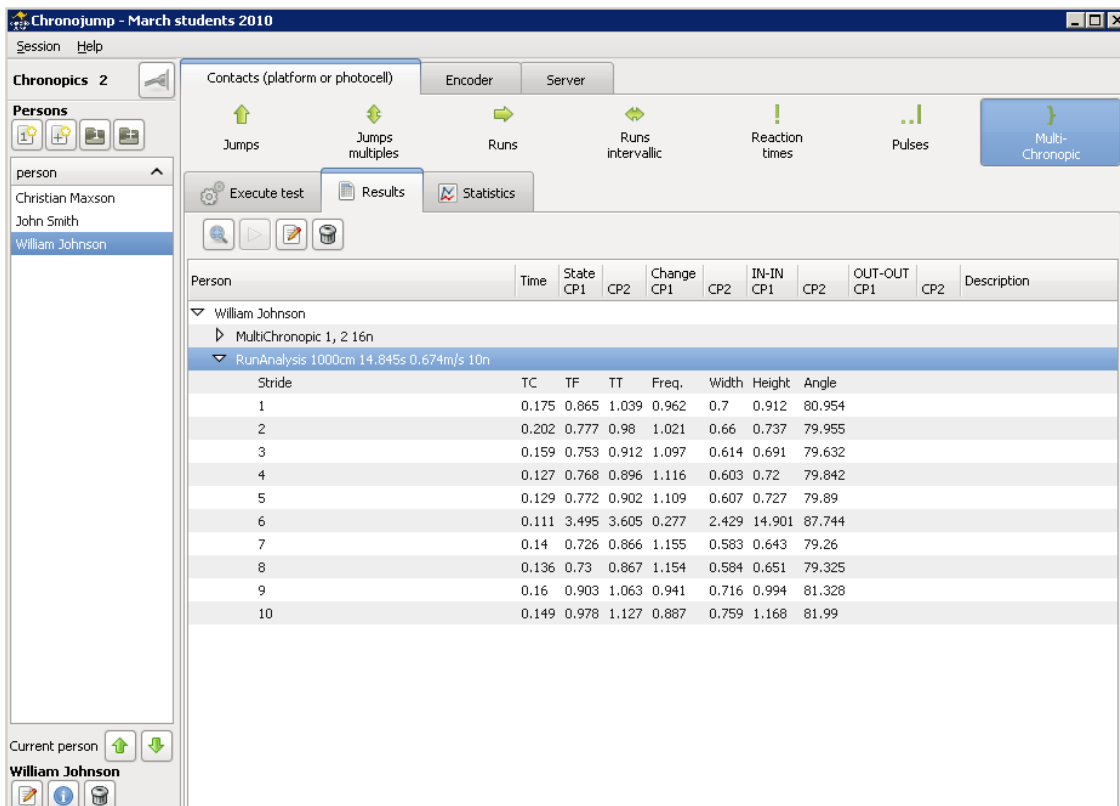 Chronojump - March students 2010
Session Help
Chronopics 2
Contacts (platform or photocell) Encoder Server
Persons
Jumps Jumps multiples Runs Runs intervallic Reaction times Pulses Multi-Chronopic
person
Christian Maxson
John Smith
William Johnson
Execute test Results Statistics
Person Time State CP1 CP2 Change CP1 CP2 IN-IN CP1 CP2 OUT-OUT CP1 CP2 Description
William Johnson
MultiChronopic 1, 2 16n
RunAnalysis 1000cm 14.845s 0.674m/s 10n
Stride TC TF TT Freq. Width Height Angle
1 0.175 0.865 1.039 0.962 0.7 0.912 80.954
2 0.202 0.777 0.98 1.021 0.66 0.737 79.955
3 0.159 0.753 0.912 1.097 0.614 0.691 79.632
4 0.127 0.768 0.896 1.116 0.603 0.72 79.842
5 0.129 0.772 0.902 1.109 0.607 0.727 79.89
6 0.111 3.495 3.605 0.277 2.429 14.901 87.744
7 0.14 0.726 0.866 1.155 0.583 0.643 79.26
8 0.136 0.73 0.867 1.154 0.584 0.651 79.325
9 0.16 0.903 1.063 0.941 0.716 0.994 81.328
10 0.149 0.978 1.127 0.887 0.759 1.168 81.99
Current person
William Johnson